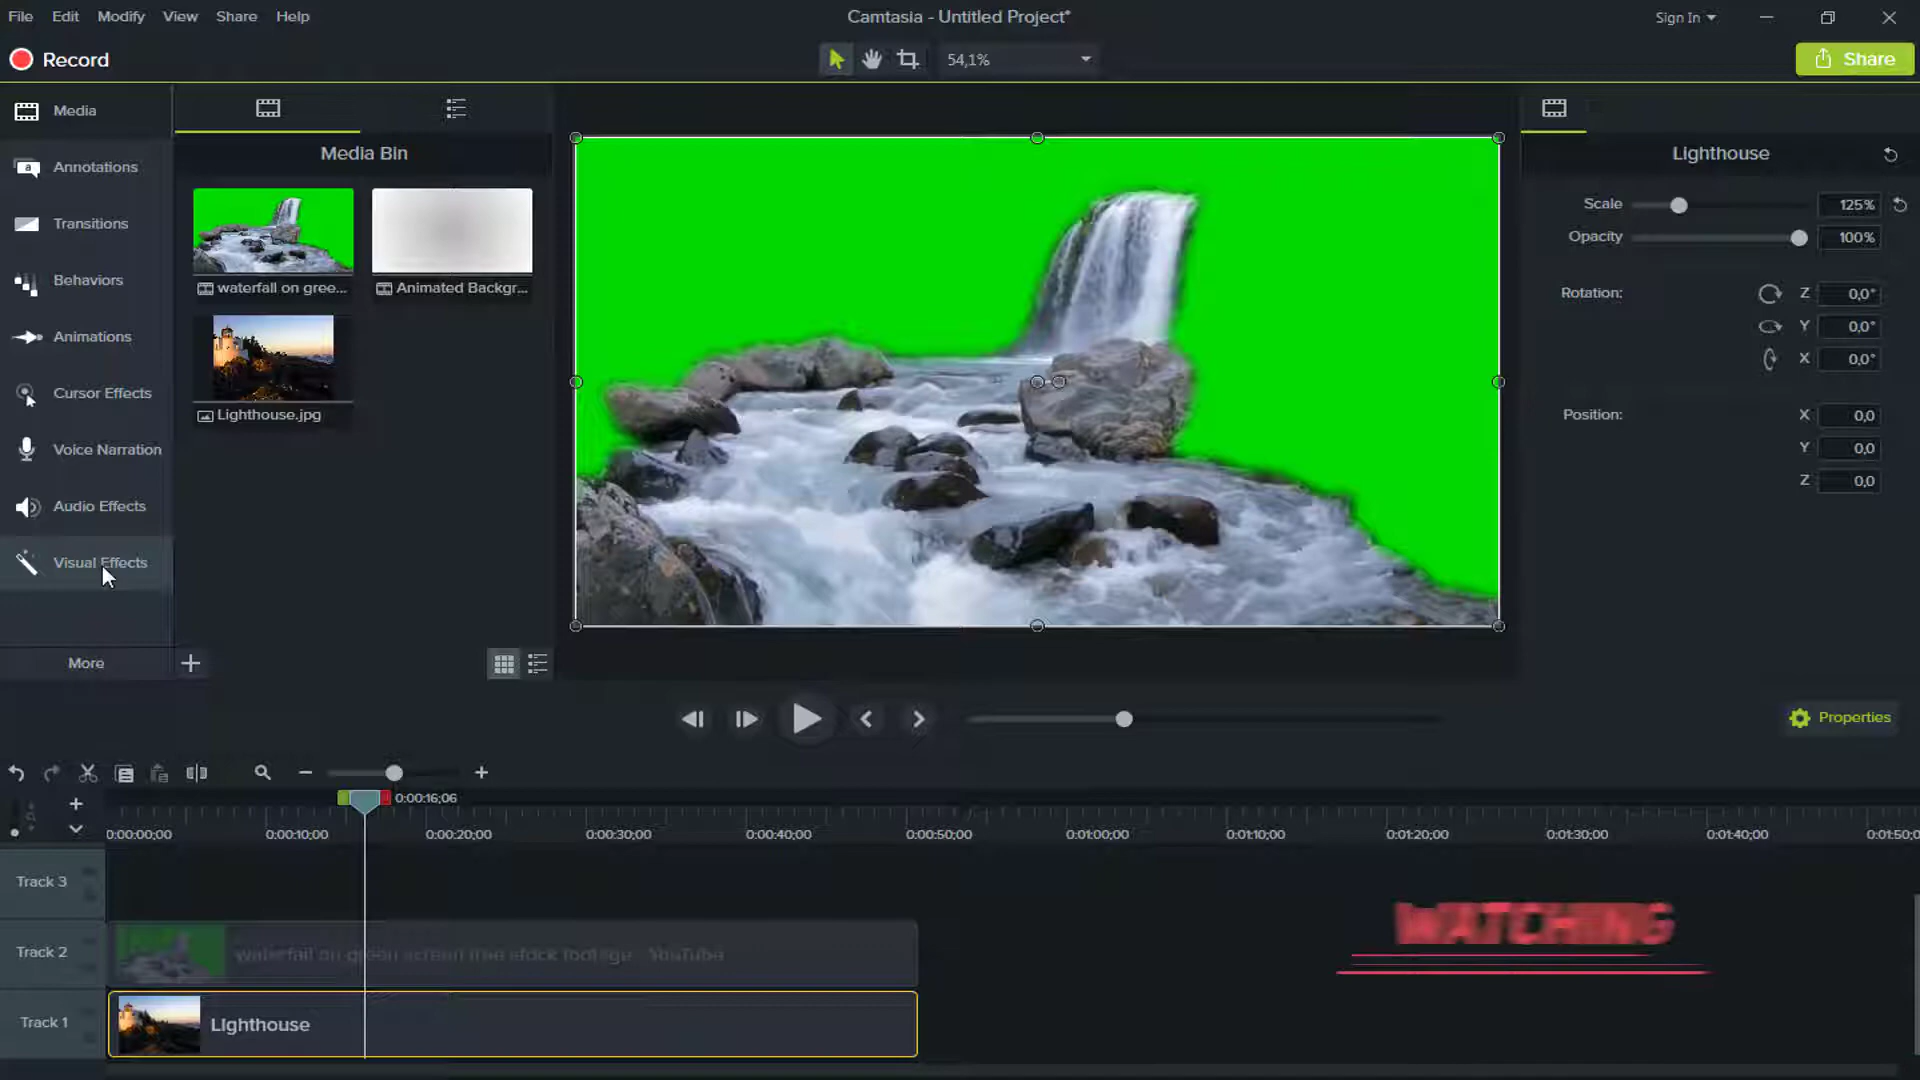 File Edit Modify View Share Help
Camtasia - Untitled Project*
Sign In
Record
54,1%
Share
Media
Annotations
Transitions
Behaviors
Animations
Cursor Effects
Voice Narration
Audio Effects
Visual Effects
More
Media Bin
waterfall on gree...
Animated Backgr...
Lighthouse.jpg
Lighthouse
Scale 125%
Opacity 100%
Rotation: Z 0,0°
Y 0,0°
X 0,0°
Position: X 0,0
Y 0,0
Z 0,0
Properties
0:00:16;06
0:00:00;00 0:00:10;00 0:00:20;00 0:00:30;00 0:00:40;00 0:00:50;00 0:01:00;00 0:01:10;00 0:01:20;00 0:01:30;00 0:01:40;00 0:01:50;0
Track 3
Track 2
waterfall on green screen free stock footage - YouTube
Track 1
Lighthouse
WATCHING